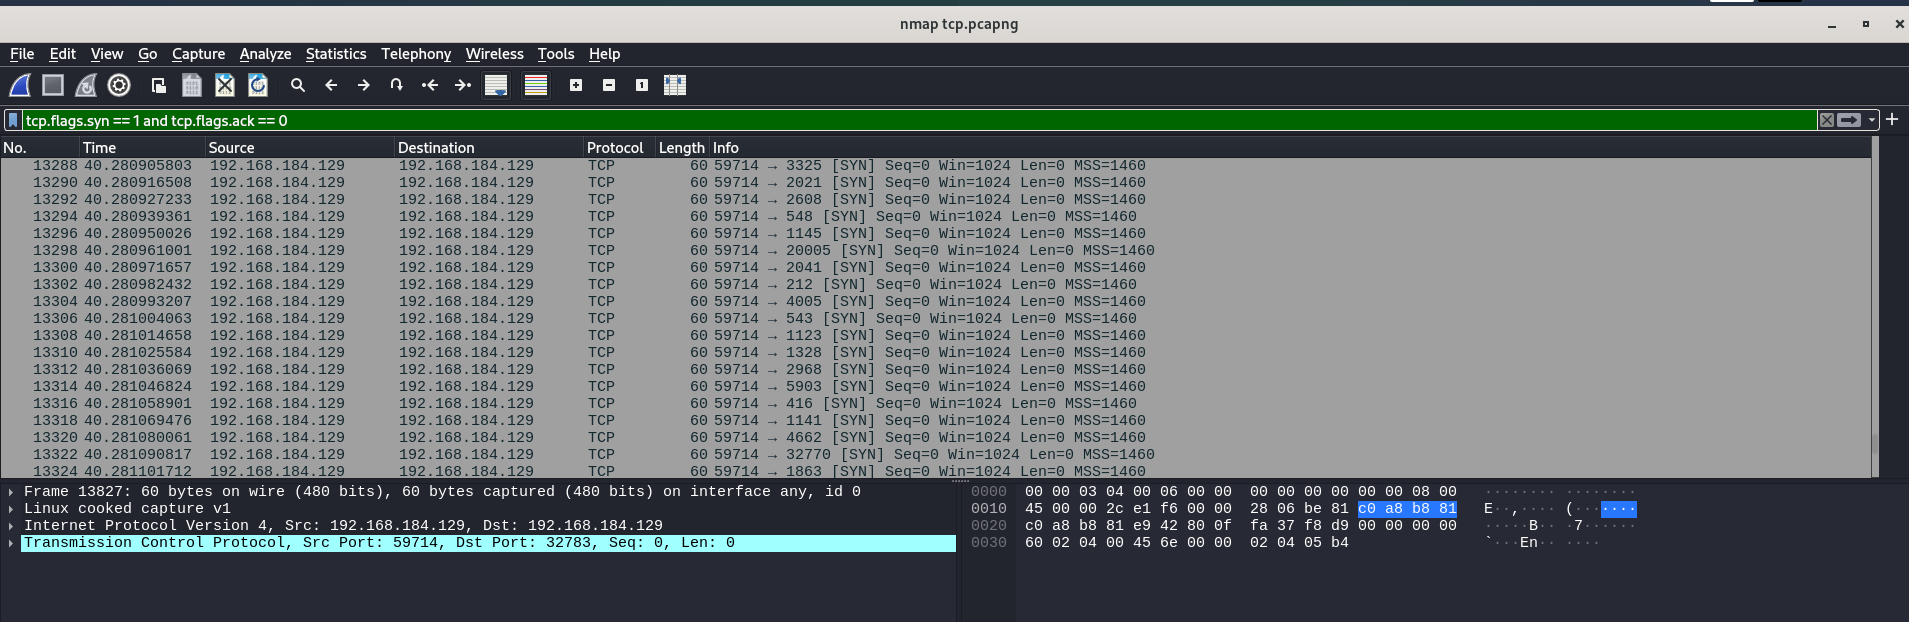 nmap tcp.pcapng
File Edit View Go Capture Analyze Statistics Telephony Wireless Tools Help
tcp.flags.syn == 1 and tcp.flags.ack == 0
No. Time Source Destination Protocol Length Info
13288 40.280905803 192.168.184.129 192.168.184.129 TCP 60 59714 → 3325 [SYN] Seq=0 Win=1024 Len=0 MSS=1460
13290 40.280916508 192.168.184.129 192.168.184.129 TCP 60 59714 → 2021 [SYN] Seq=0 Win=1024 Len=0 MSS=1460
13292 40.280927233 192.168.184.129 192.168.184.129 TCP 60 59714 → 2608 [SYN] Seq=0 Win=1024 Len=0 MSS=1460
13294 40.280939361 192.168.184.129 192.168.184.129 TCP 60 59714 → 548 [SYN] Seq=0 Win=1024 Len=0 MSS=1460
13296 40.280950026 192.168.184.129 192.168.184.129 TCP 60 59714 → 1145 [SYN] Seq=0 Win=1024 Len=0 MSS=1460
13298 40.280961001 192.168.184.129 192.168.184.129 TCP 60 59714 → 20005 [SYN] Seq=0 Win=1024 Len=0 MSS=1460
13300 40.280971657 192.168.184.129 192.168.184.129 TCP 60 59714 → 2041 [SYN] Seq=0 Win=1024 Len=0 MSS=1460
13302 40.280982432 192.168.184.129 192.168.184.129 TCP 60 59714 → 212 [SYN] Seq=0 Win=1024 Len=0 MSS=1460
13304 40.280993207 192.168.184.129 192.168.184.129 TCP 60 59714 → 4005 [SYN] Seq=0 Win=1024 Len=0 MSS=1460
13306 40.281004063 192.168.184.129 192.168.184.129 TCP 60 59714 → 543 [SYN] Seq=0 Win=1024 Len=0 MSS=1460
13308 40.281014658 192.168.184.129 192.168.184.129 TCP 60 59714 → 1123 [SYN] Seq=0 Win=1024 Len=0 MSS=1460
13310 40.281025584 192.168.184.129 192.168.184.129 TCP 60 59714 → 1328 [SYN] Seq=0 Win=1024 Len=0 MSS=1460
13312 40.281036069 192.168.184.129 192.168.184.129 TCP 60 59714 → 2968 [SYN] Seq=0 Win=1024 Len=0 MSS=1460
13314 40.281046824 192.168.184.129 192.168.184.129 TCP 60 59714 → 5903 [SYN] Seq=0 Win=1024 Len=0 MSS=1460
13316 40.281058901 192.168.184.129 192.168.184.129 TCP 60 59714 → 416 [SYN] Seq=0 Win=1024 Len=0 MSS=1460
13318 40.281069476 192.168.184.129 192.168.184.129 TCP 60 59714 → 1141 [SYN] Seq=0 Win=1024 Len=0 MSS=1460
13320 40.281080061 192.168.184.129 192.168.184.129 TCP 60 59714 → 4662 [SYN] Seq=0 Win=1024 Len=0 MSS=1460
13322 40.281090817 192.168.184.129 192.168.184.129 TCP 60 59714 → 32770 [SYN] Seq=0 Win=1024 Len=0 MSS=1460
13324 40.281101712 192.168.184.129 192.168.184.129 TCP 60 59714 → 1863 [SYN] Seq=0 Win=1024 Len=0 MSS=1460
Frame 13827: 60 bytes on wire (480 bits), 60 bytes captured (480 bits) on interface any, id 0
Linux cooked capture v1
Internet Protocol Version 4, Src: 192.168.184.129, Dst: 192.168.184.129
Transmission Control Protocol, Src Port: 59714, Dst Port: 32783, Seq: 0, Len: 0
0000 00 00 03 04 00 06 00 00 00 00 00 00 00 00 08 00 ········ ········
0010 45 00 00 2c e1 f6 00 00 28 06 be 81 c0 a8 b8 81 E··,···· (·······
0020 c0 a8 b8 81 e9 42 80 0f fa 37 f8 d9 00 00 00 00 ·····B·· ·7······
0030 60 02 04 00 45 6e 00 00 02 04 05 b4 `···En·· ····